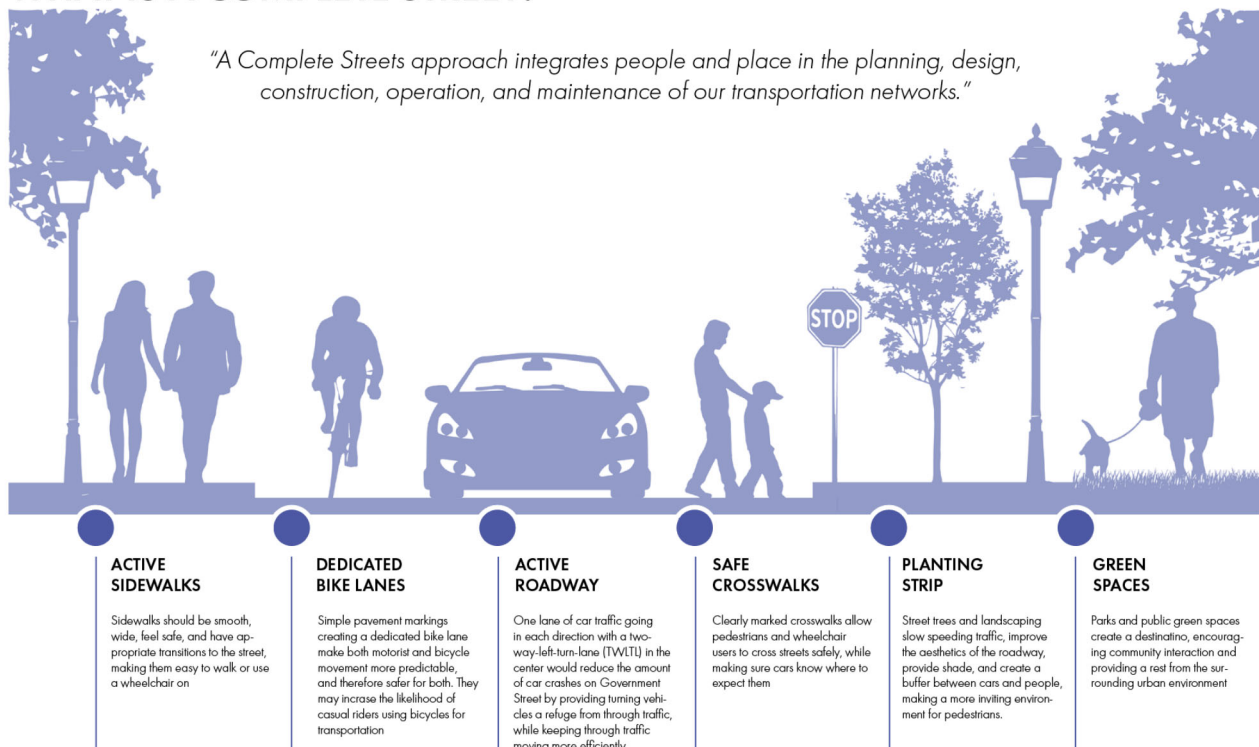 "A Complete Streets approach integrates people and place in the planning, design,
construction, operation, and maintenance of our transportation networks."
STOP
ACTIVE
SIDEWALKS
Sidewalks should be smooth,
wide, feel safe, and have ap-
propriate transitions to the street,
making them easy to walk or use
a wheelchair on
DEDICATED
BIKE LANES
Simple pavement markings
creating a dedicated bike lane
make both motorist and bicycle
movement more predictable,
and therefore safer for both. They
may incrase the likelihood of
casual riders using bicycles for
transportation
ACTIVE
ROADWAY
One lane of car traffic going
in each direction with a two-
way-left-turn-lane (TWLTL) in the
center would reduce the amount
of car crashes on Government
Street by providing turning vehi-
cles a refuge from through traffic,
while keeping through traffic
moving more efficiently
SAFE
CROSSWALKS
Clearly marked crosswalks allow
pedestrians and wheelchair
users to cross streets safely, while
making sure cars know where to
expect them
PLANTING
STRIP
Street trees and landscaping
slow speeding traffic, improve
the aesthetics of the roadway,
provide shade, and create a
buffer between cars and people,
making a more inviting environ-
ment for pedestrians.
GREEN
SPACES
Parks and public green spaces
create a destinatino, encourag-
ing community interaction and
providing a rest from the sur-
rounding urban environment